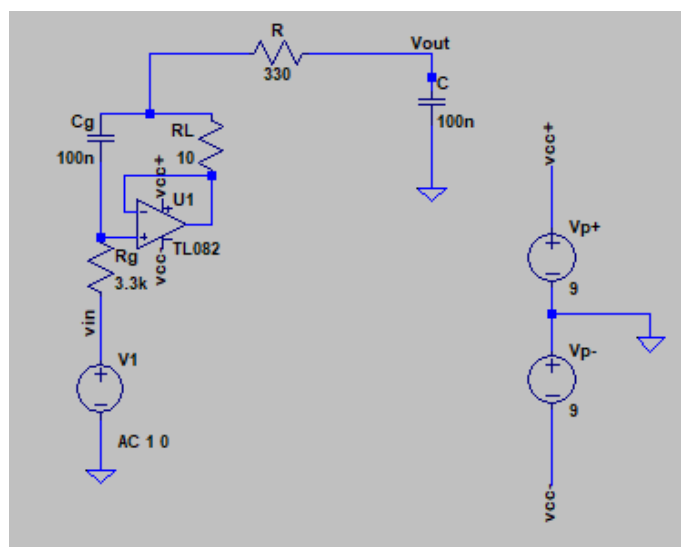 R
330
Vout
C
100n
Cg
100n
RL
10
vcc+
U1
TL082
vcc-
Rg
3.3k
vin
V1
AC 1 0
vcc+
Vp+
9
Vp-
9
vcc-